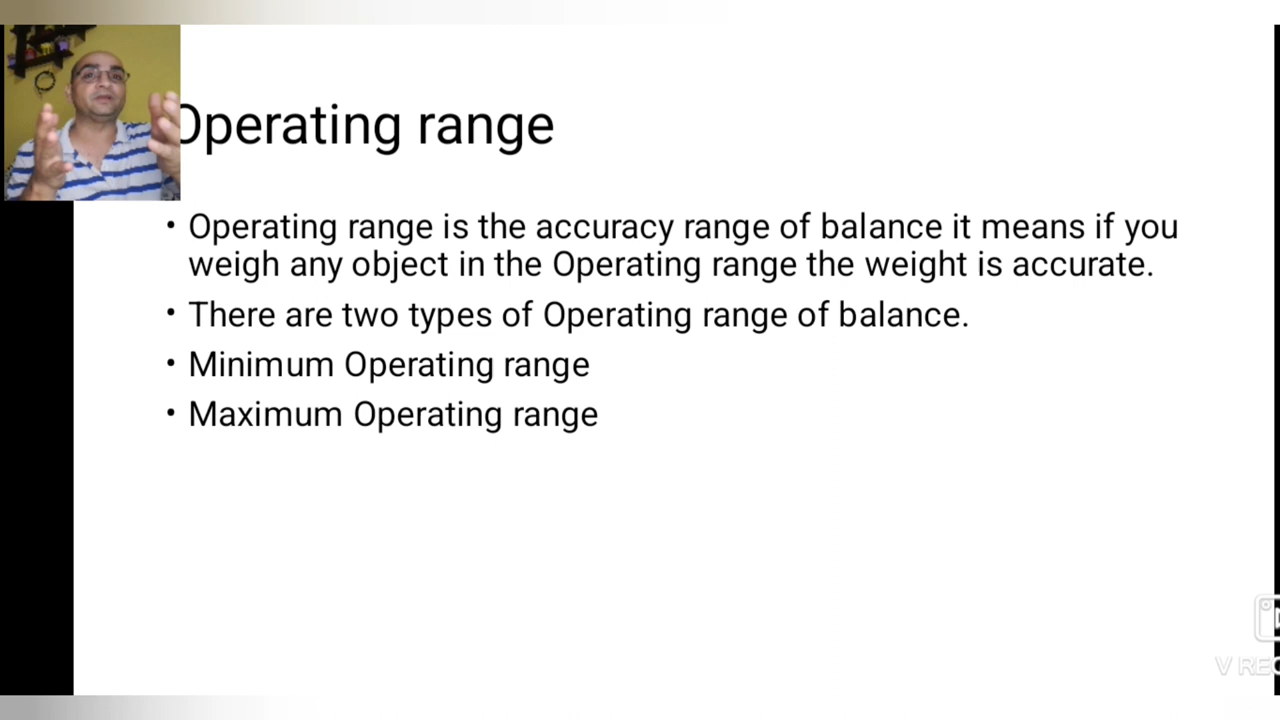 Operating range
• Operating range is the accuracy range of balance it means if you
weigh any object in the Operating range the weight is accurate.
• There are two types of Operating range of balance.
• Minimum Operating range
• Maximum Operating range
V REC